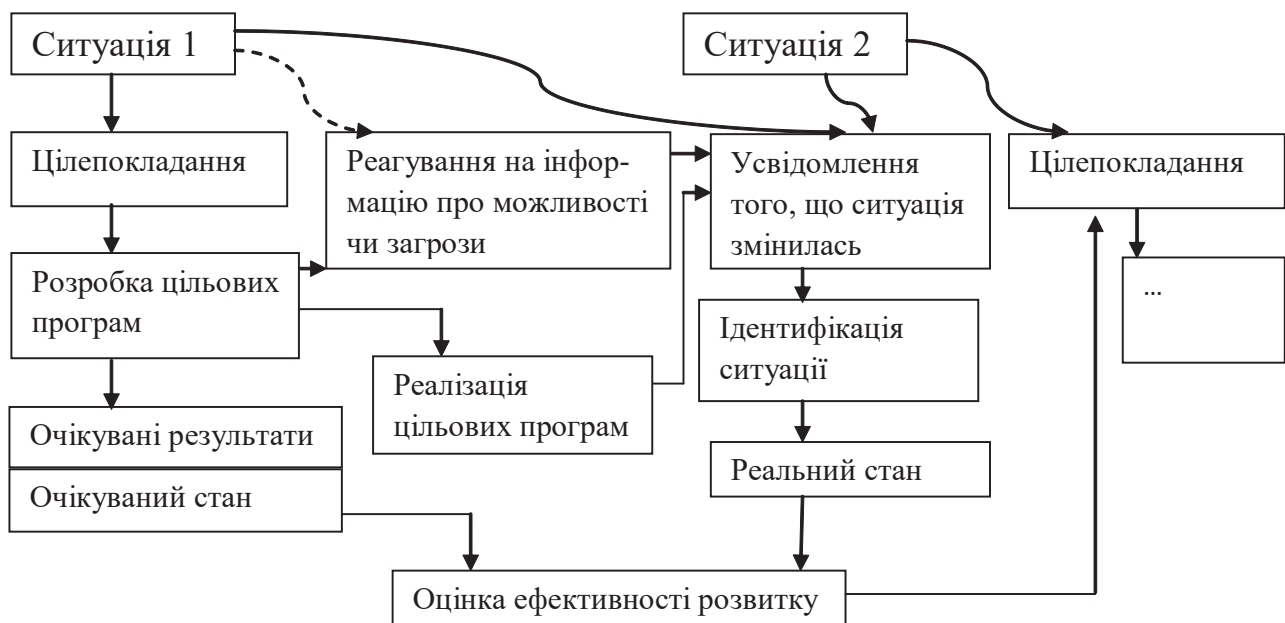 Ситуація 1
Ситуація 2
Цілепокладання
Реагування на інфор-
мацію про можливості
чи загрози
Усвідомлення
того, що ситуація
змінилась
Цілепокладання
Розробка цільових
програм
...
Ідентифікація
ситуації
Реалізація
цільових програм
Очікувані результати
Очікуваний стан
Реальний стан
Оцінка ефективності розвитку